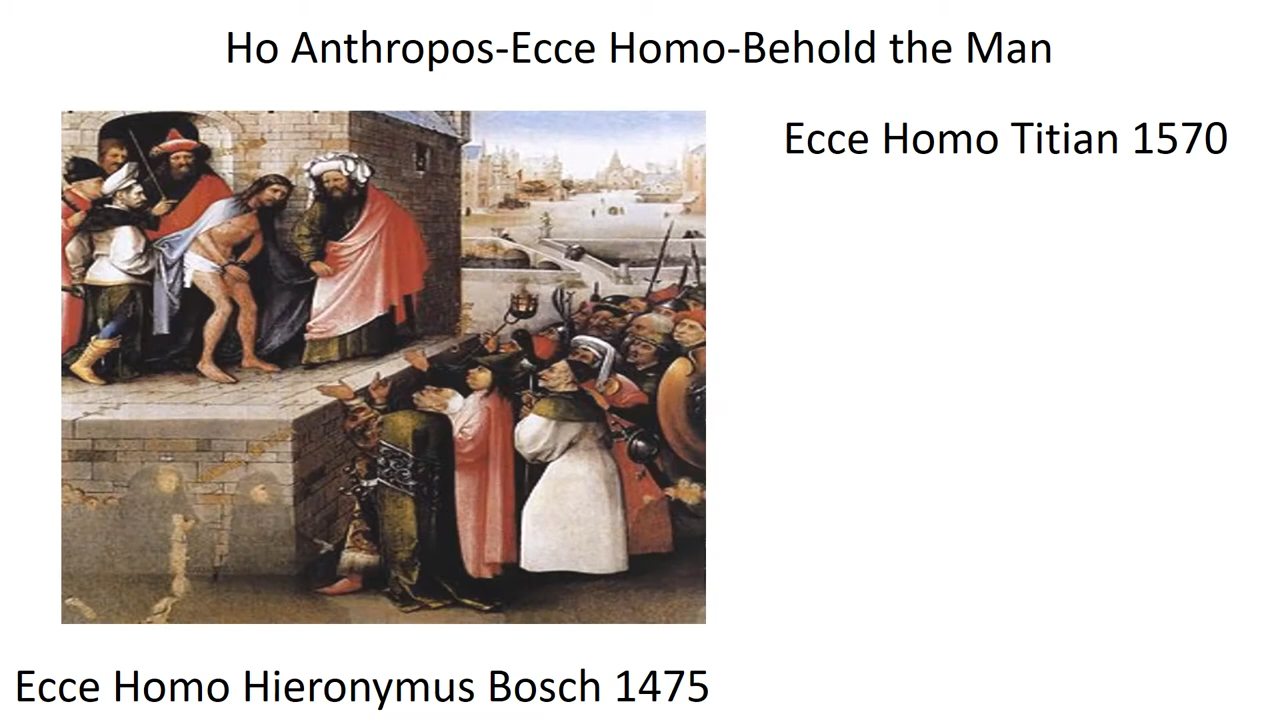 Ho Anthropos-Ecce Homo-Behold the Man
Ecce Homo Titian 1570
Ecce Homo Hieronymus Bosch 1475